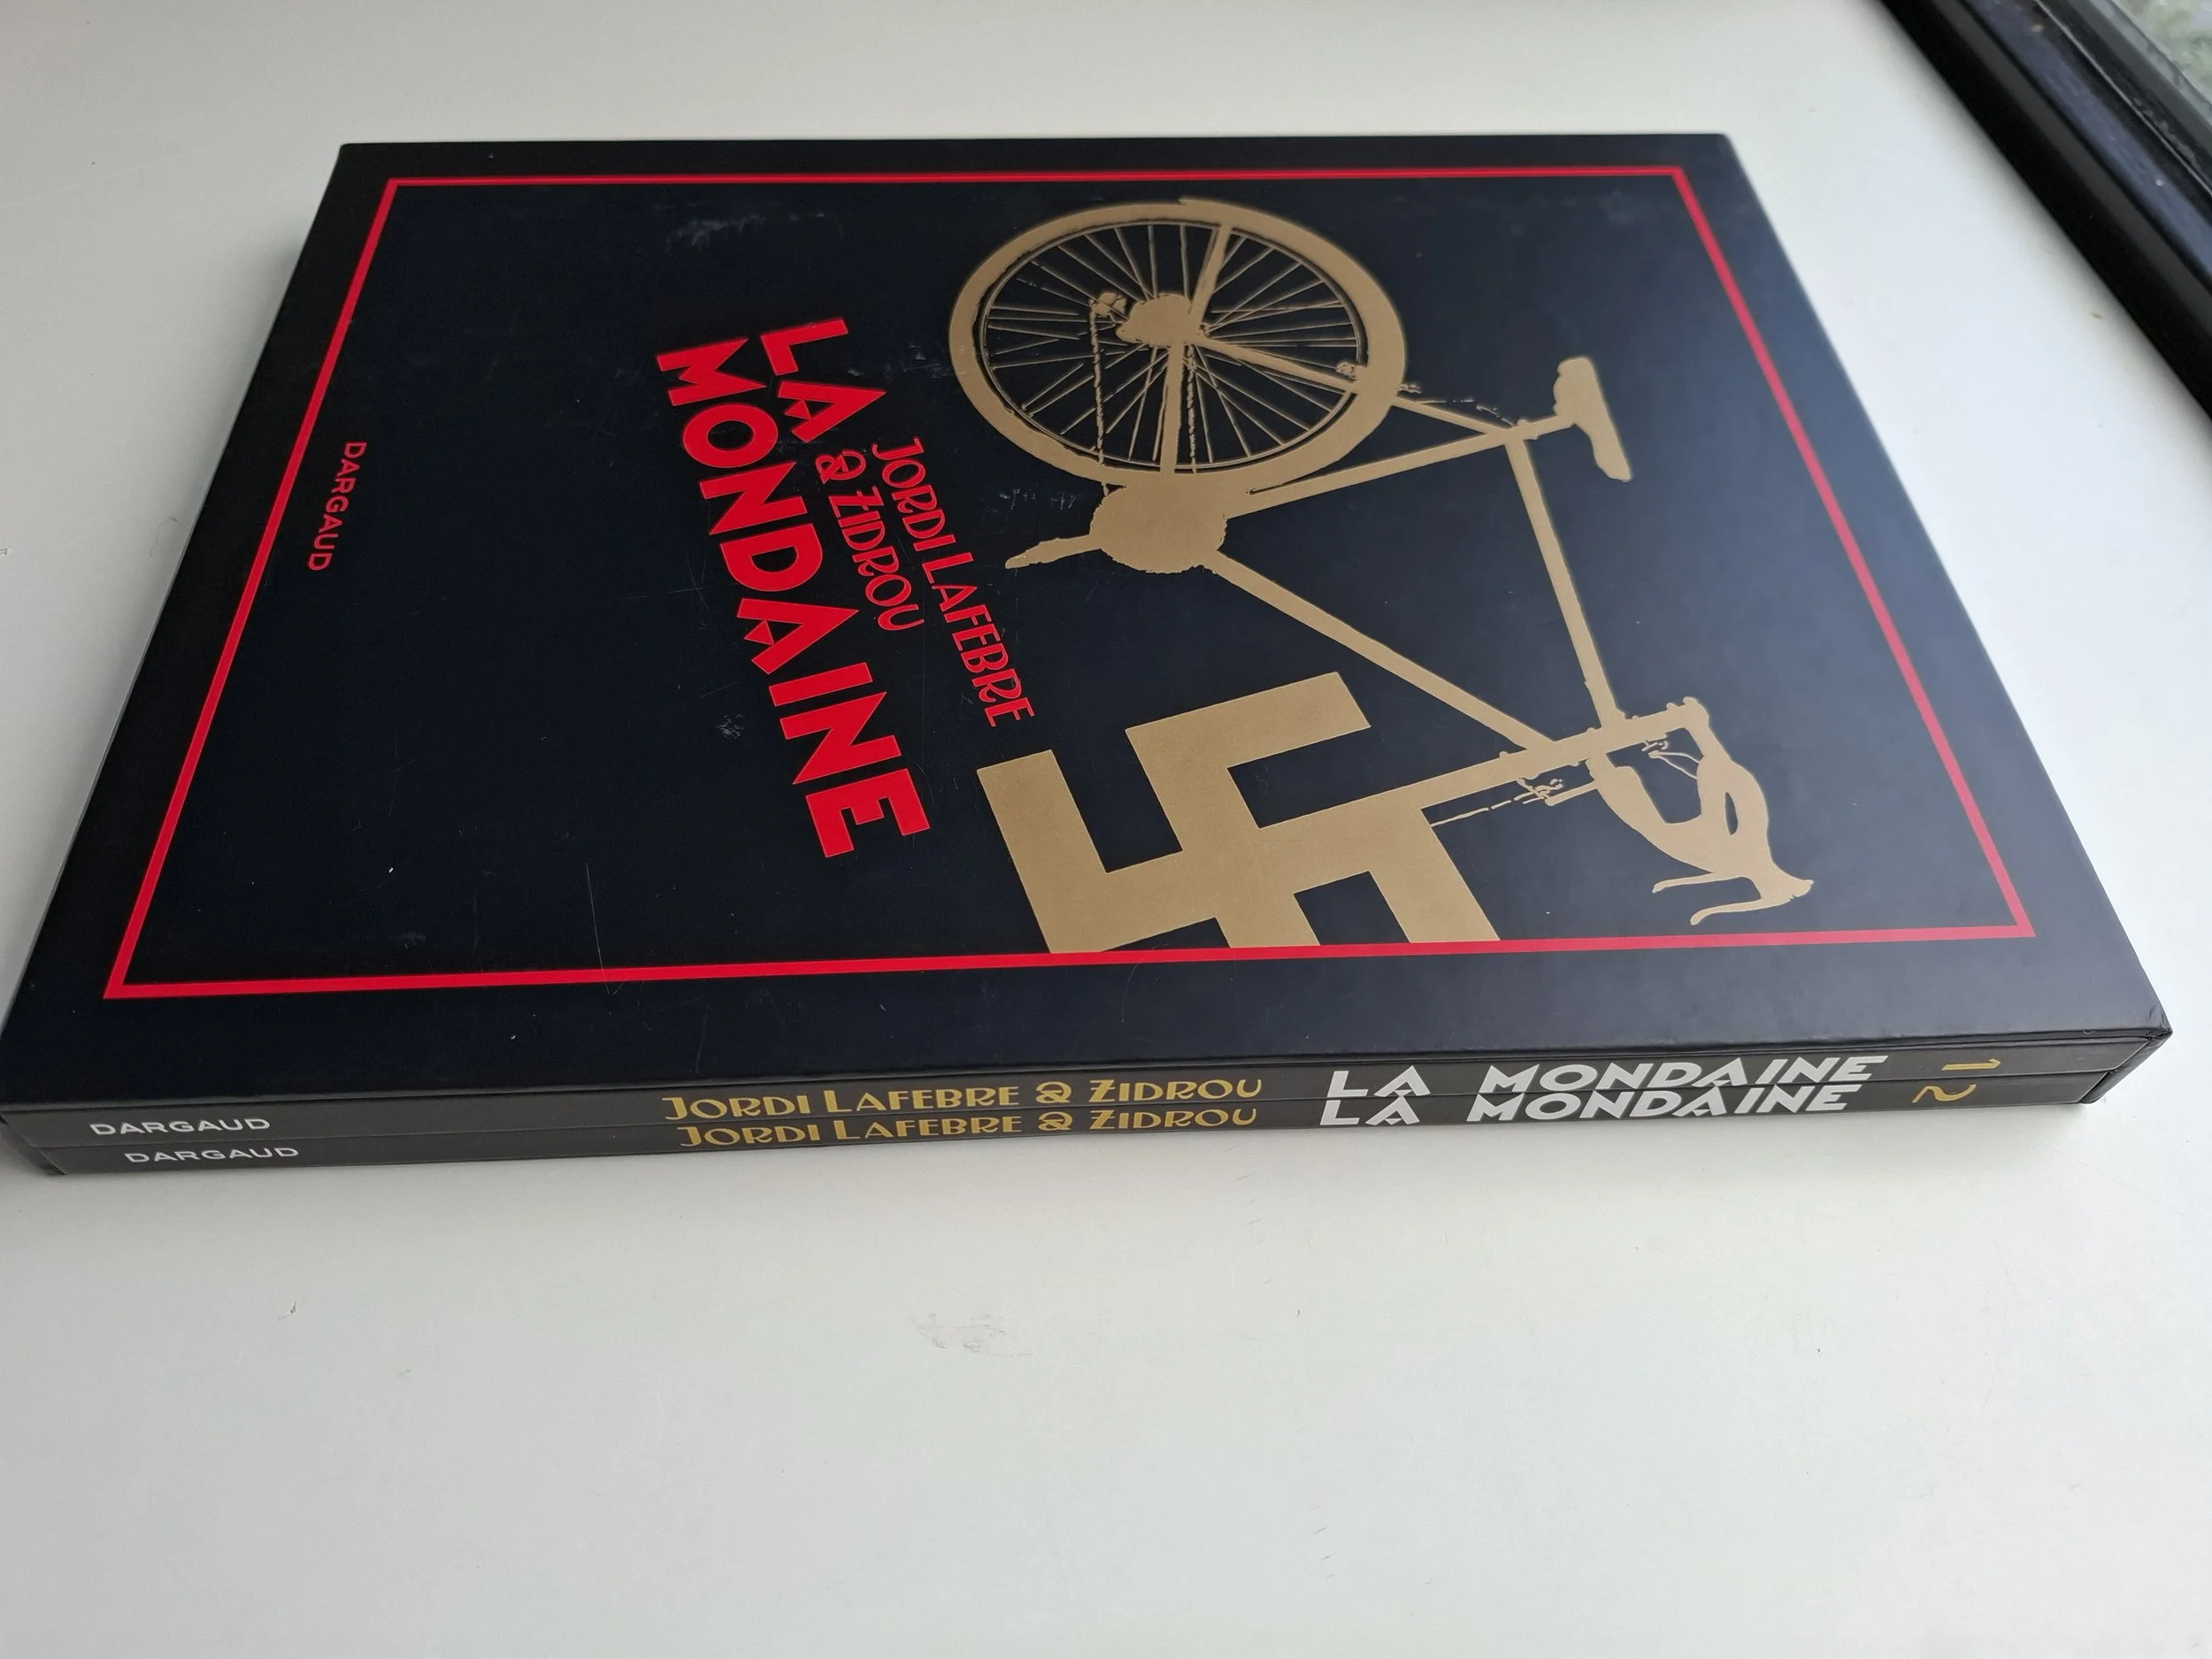 JORDI LAFEBRE
& ZIDROU
LA
MONDAINE
DARGAUD
DARGAUD JORDI LAFEBRE & ZIDROU LA MONDAINE 1
DARGAUD JORDI LAFEBRE & ZIDROU LA MONDAINE 2